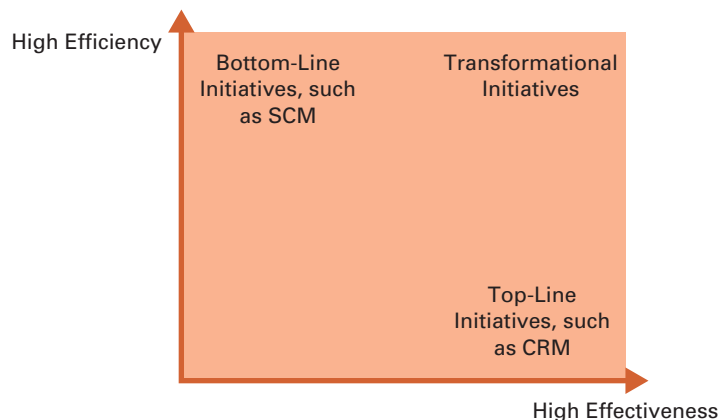 High Efficiency
Bottom-Line
Initiatives, such
as SCM
Transformational
Initiatives
Top-Line
Initiatives, such
as CRM
High Effectiveness